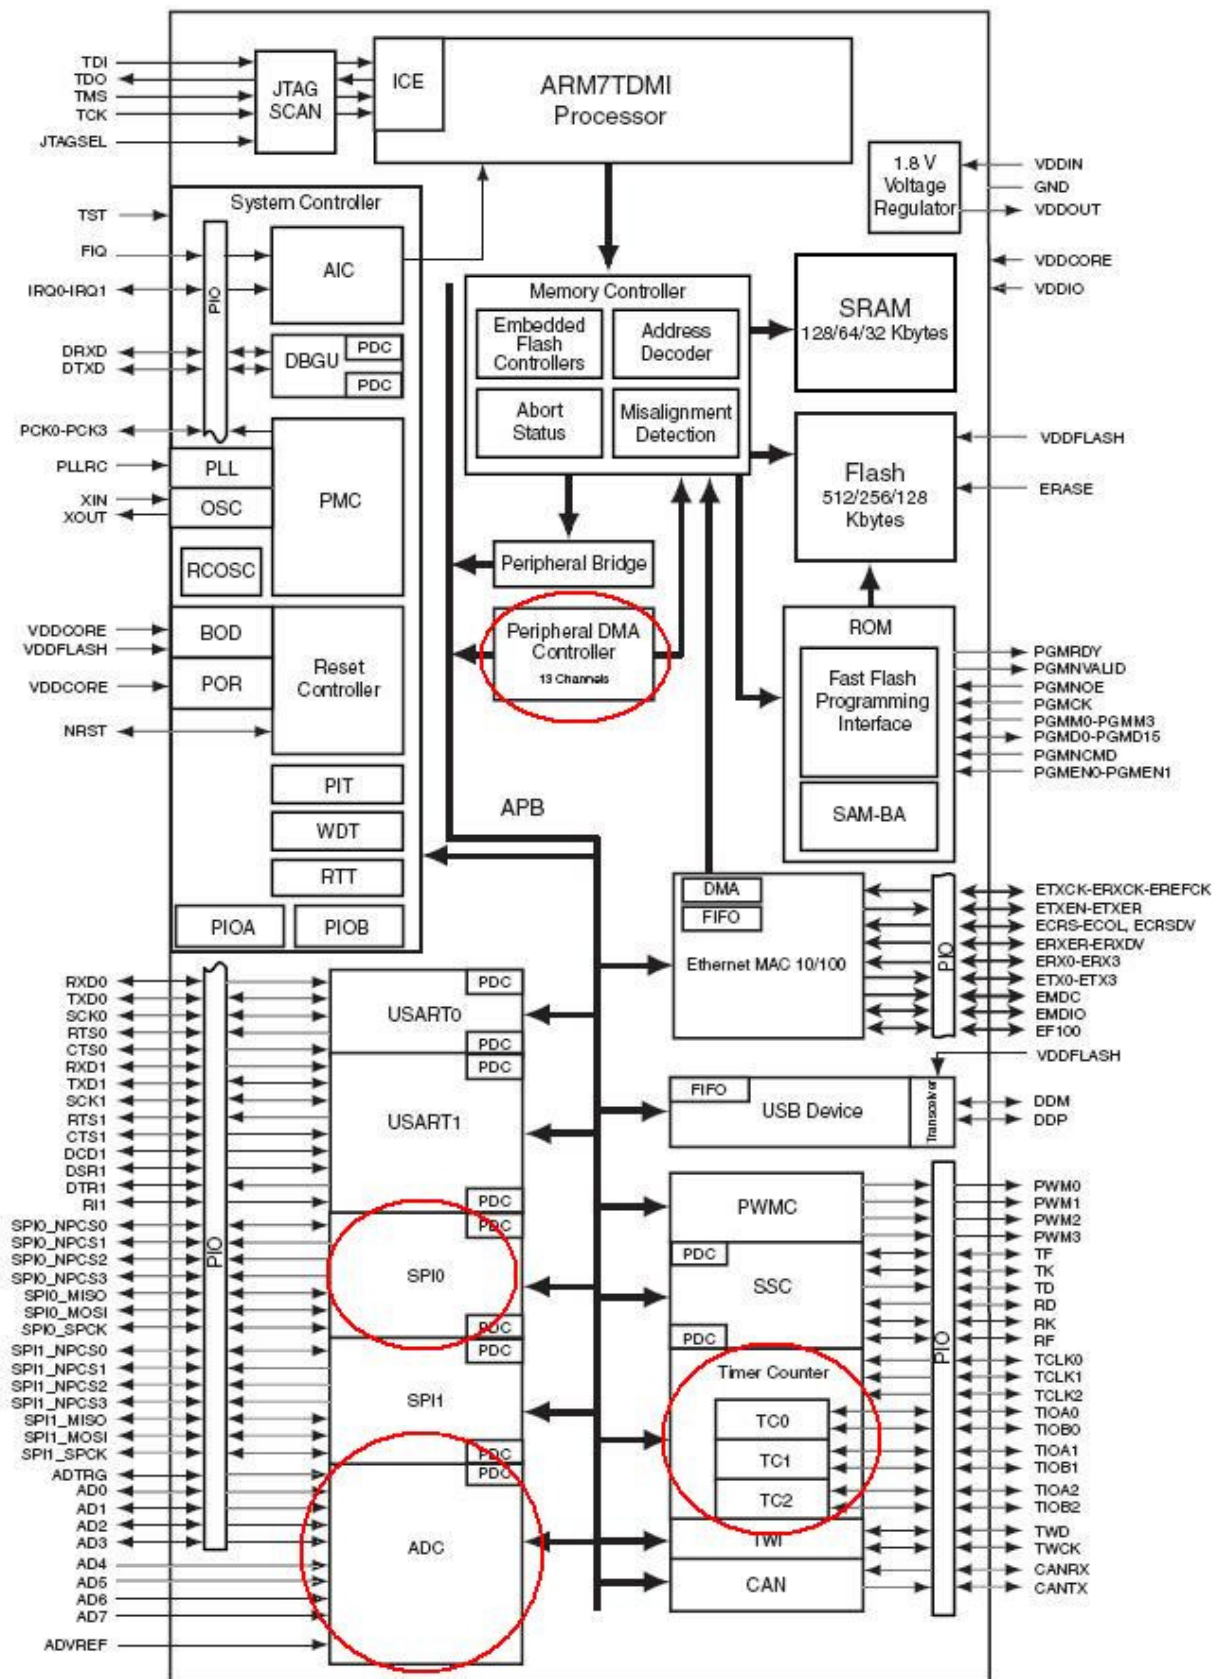 TDI
TDO
TMS
TCK
JTAGSEL
JTAG
SCAN
ICE
ARM7TDMI
Processor
1.8 V
Voltage
Regulator
VDDIN
GND
VDDOUT
VDDCORE
VDDIO
System Controller
TST
FIQ
IRQ0-IRQ1
PIO
AIC
DRXD
DTXD
DBGU
PDC
PDC
PCK0-PCK3
PLLRC
PLL
XIN
XOUT
OSC
PMC
RCOSC
VDDCORE
VDDFLASH
BOD
VDDCORE
POR
Reset
Controller
NRST
PIT
WDT
RTT
PIOA
PIOB
Memory Controller
Embedded
Flash
Controllers
Address
Decoder
Abort
Status
Misalignment
Detection
SRAM
128/64/32 Kbytes
Flash
512/256/128
Kbytes
VDDFLASH
ERASE
Peripheral Bridge
Peripheral DMA
Controller
13 Channels
ROM
Fast Flash
Programming
Interface
SAM-BA
PGMRDY
PGMNVALID
PGMNOE
PGMCK
PGMM0-PGMM3
PGMD0-PGMD15
PGMNCMD
PGMEN0-PGMEN1
APB
DMA
FIFO
Ethernet MAC 10/100
PIO
ETXCK-ERXCK-EREFCK
ETXEN-ETXER
ECRS-ECOL, ECRSDV
ERXER-ERXDV
ERX0-ERX3
ETX0-ETX3
EMDC
EMDIO
EF100
VDDFLASH
FIFO
USB Device
Transceiver
DDM
DDP
RXD0
TXD0
SCK0
RTS0
CTS0
RXD1
TXD1
SCK1
RTS1
CTS1
DCD1
DSR1
DTR1
RI1
SPI0_NPCS0
SPI0_NPCS1
SPI0_NPCS2
SPI0_NPCS3
SPI0_MISO
SPI0_MOSI
SPI0_SPCK
SPI1_NPCS0
SPI1_NPCS1
SPI1_NPCS2
SPI1_NPCS3
SPI1_MISO
SPI1_MOSI
SPI1_SPCK
ADTRG
AD0
AD1
AD2
AD3
AD4
AD5
AD6
AD7
ADVREF
PIO
PDC
USART0
PDC
PDC
USART1
PDC
PDC
SPI0
PDC
PDC
SPI1
PDC
PDC
ADC
PWMC
PDC
SSC
PDC
Timer Counter
TC0
TC1
TC2
TWI
CAN
PIO
PWM0
PWM1
PWM2
PWM3
TF
TK
TD
RD
RK
RF
TCLK0
TCLK1
TCLK2
TIOA0
TIOB0
TIOA1
TIOB1
TIOA2
TIOB2
TWD
TWCK
CANRX
CANTX